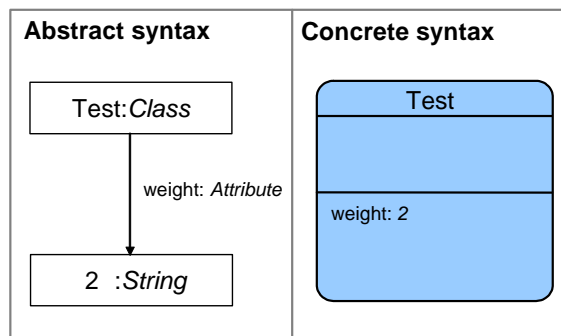 Abstract syntax
Test:Class
weight: Attribute
2 :String
Concrete syntax
Test
weight: 2